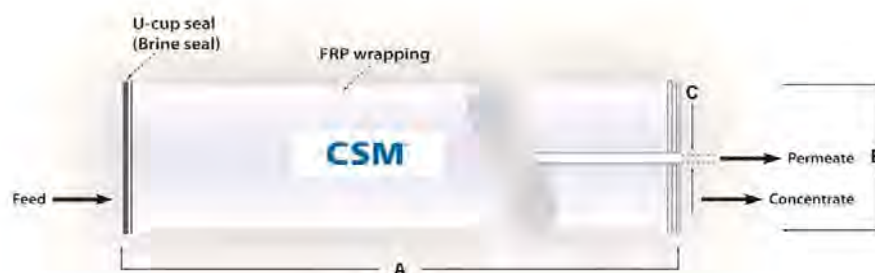 U-cup seal
(Brine seal)
FRP wrapping
C
CSM
Permeate
Feed
Concentrate
A